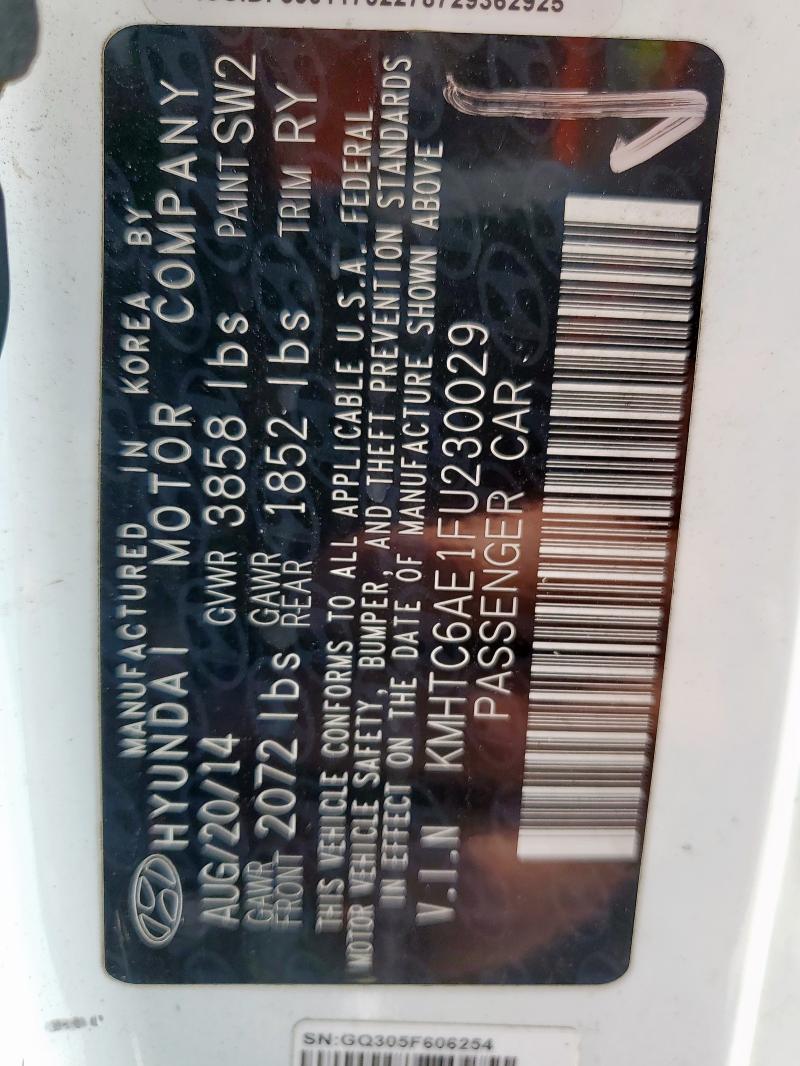 MANUFACTURED IN KOREA BY
HYUNDAI MOTOR COMPANY
AUG/20/14 GVWR 3858 lbs PAINT SW2
GAWR FRONT 2072 lbs GAWR REAR 1852 lbs TRIM RY
THIS VEHICLE CONFORMS TO ALL APPLICABLE U.S.A. FEDERAL
MOTOR VEHICLE SAFETY, BUMPER, AND THEFT PREVENTION STANDARDS
IN EFFECT ON THE DATE OF MANUFACTURE SHOWN ABOVE
V.I.N KMHTC6AE1FU230029
PASSENGER CAR
SN:GQ305F606254